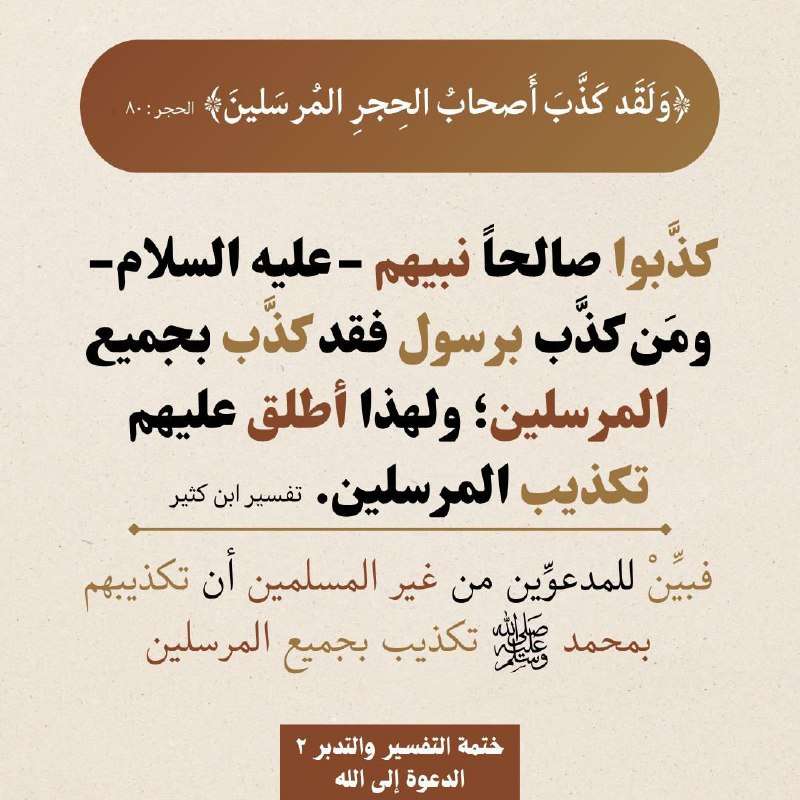 ﴿وَلَقَد كَذَّبَ أَصحابُ الحِجرِ المُرسَلينَ﴾ الحجر: ٨٠
كذَّبوا صالحاً نبيهم -عليه السلام-
ومَن كذَّب برسول فقد كذَّب بجميع
المرسلين؛ ولهذا أطلق عليهم
تكذيب المرسلين. تفسير ابن كثير
فبيِّنْ للمدعوِّين من غير المسلمين أن تكذيبهم
بمحمد ﷺ تكذيب بجميع المرسلين
ختمة التفسير والتدبر ٢
الدعوة إلى الله